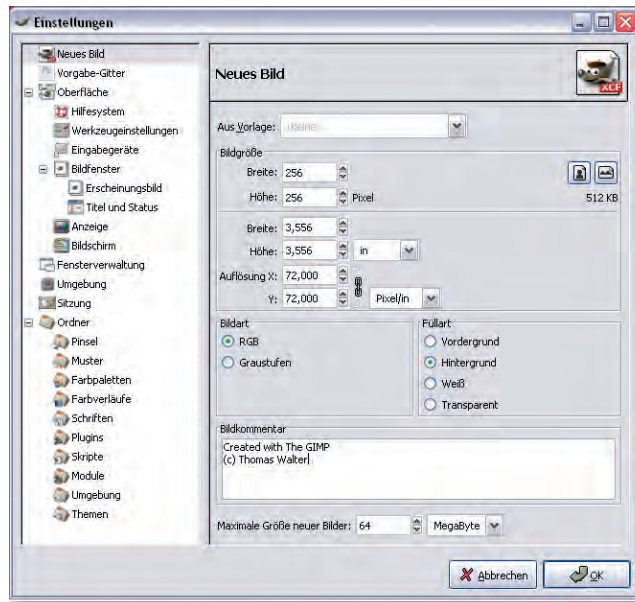 Einstellungen
Neues Bild
Vorgabe-Gitter
Oberfläche
Hilfesystem
Werkzeugeinstellungen
Eingabegeräte
Bildfenster
Erscheinungsbild
Titel und Status
Anzeige
Bildschirm
Fensterverwaltung
Umgebung
Sitzung
Ordner
Pinsel
Muster
Farbpaletten
Farbverläufe
Schriften
Plugins
Skripte
Module
Umgebung
Themen
Neues Bild
XCF
Aus Vorlage:
Bildgröße
Breite: 256
Höhe: 256 Pixel 512 KB
Breite: 3,556
Höhe: 3,556 in
Auflösung X: 72,000
Y: 72,000 Pixel/in
Bildart
RGB
Graustufen
Füllart
Vordergrund
Hintergrund
Weiß
Transparent
Bildkommentar
Created with The GIMP
(c) Thomas Walter
Maximale Größe neuer Bilder: 64 MegaByte
Abbrechen
OK